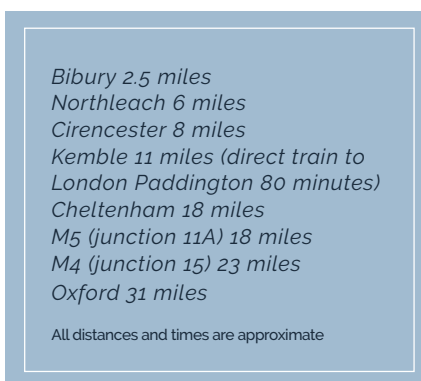 Bibury 2.5 miles
Northleach 6 miles
Cirencester 8 miles
Kemble 11 miles (direct train to
London Paddington 80 minutes)
Cheltenham 18 miles
M5 (junction 11A) 18 miles
M4 (junction 15) 23 miles
Oxford 31 miles
All distances and times are approximate